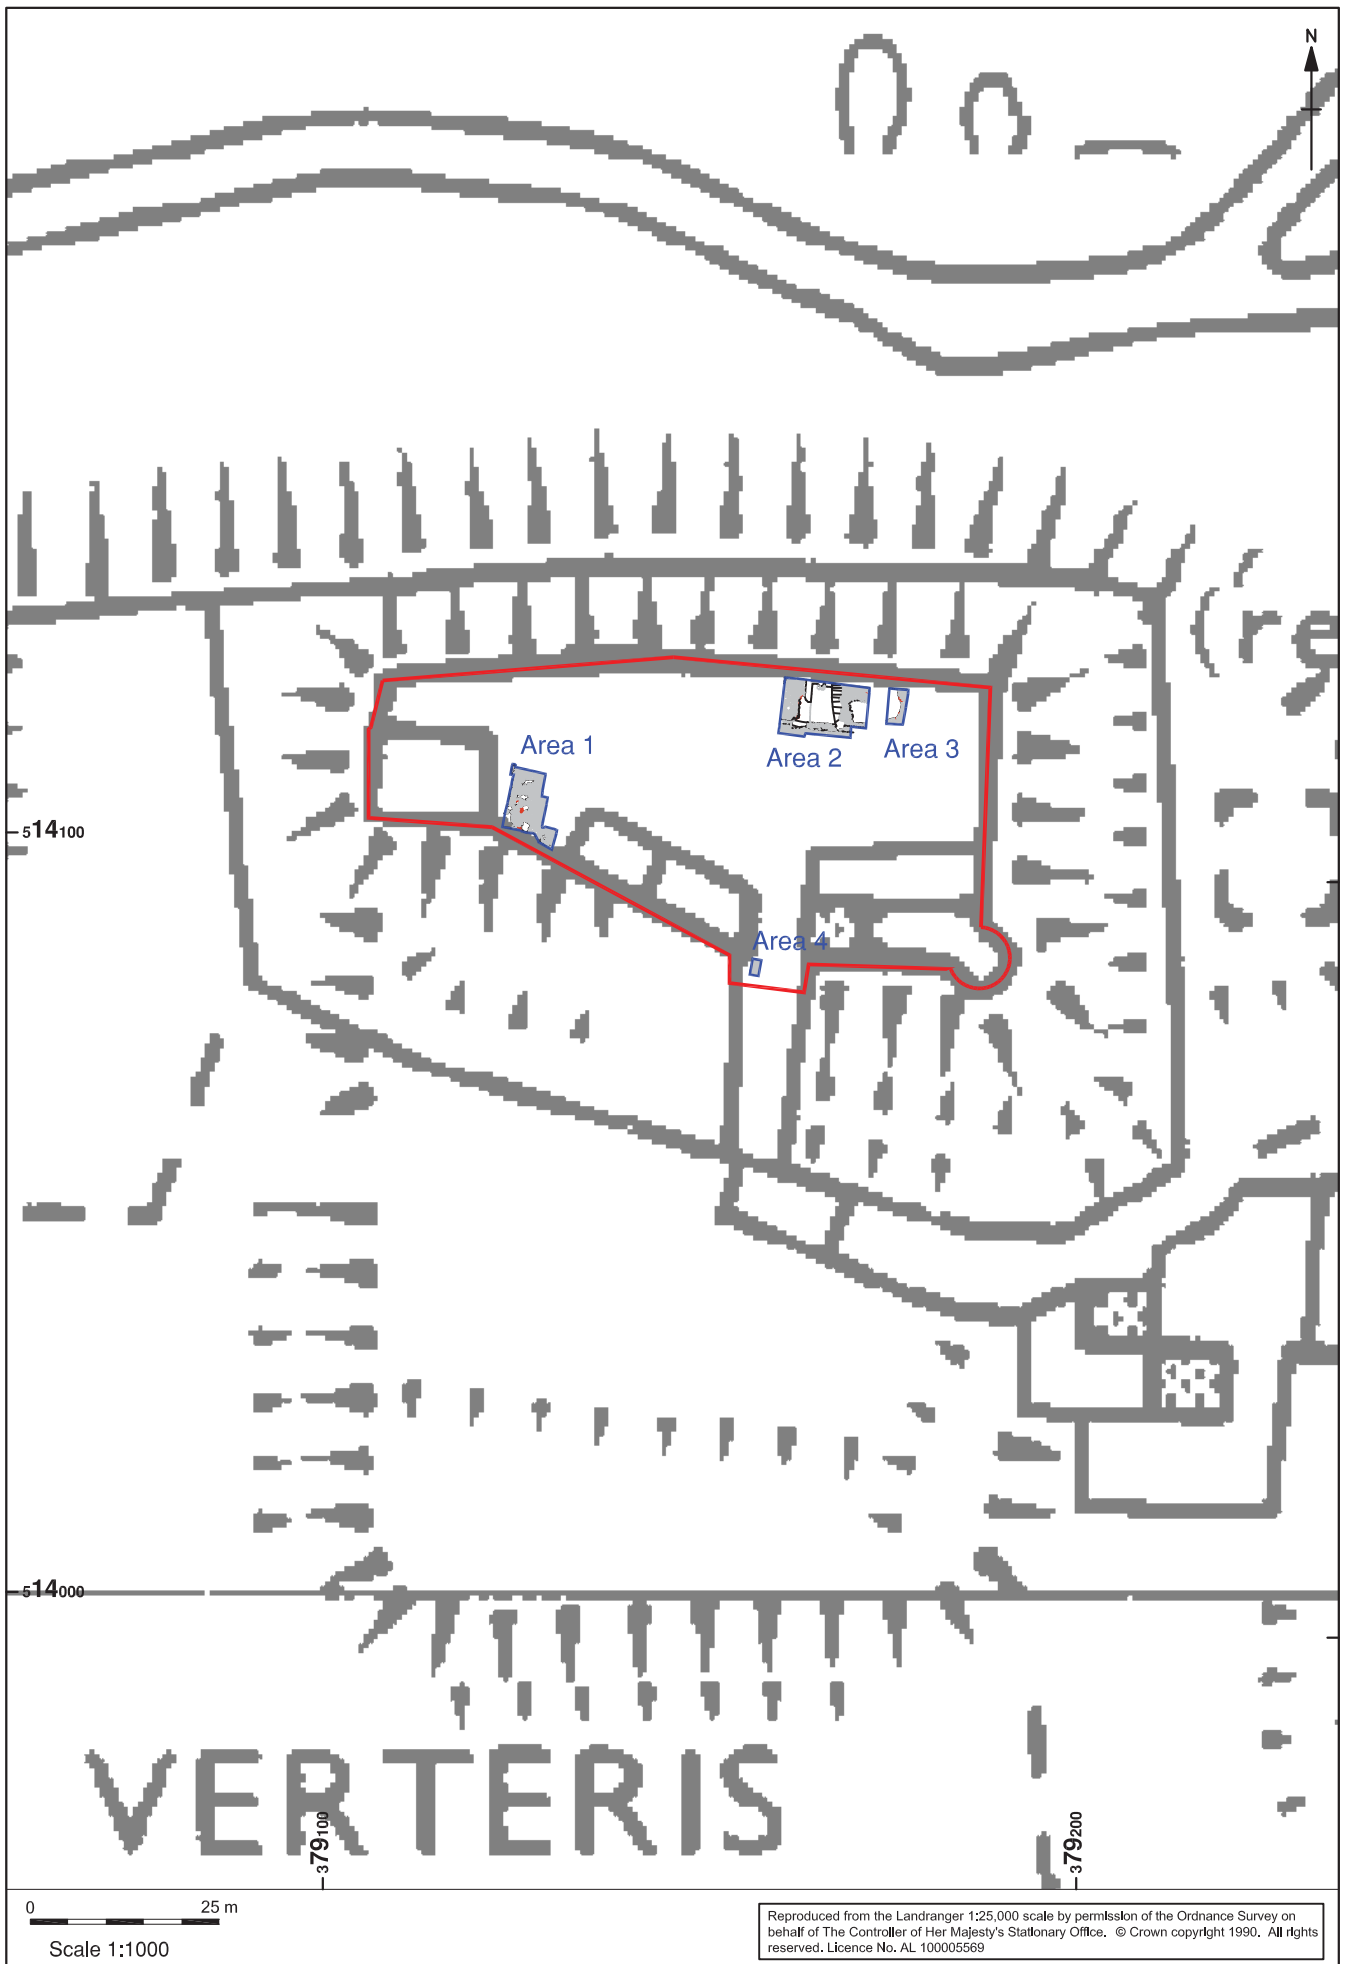 N
(re
Area 1
Area 2
Area 3
514100
Area 4
514000
VERTERIS
379100
379200
0 25 m
Scale 1:1000
Reproduced from the Landranger 1:25,000 scale by permission of the Ordnance Survey on
behalf of The Controller of Her Majesty's Stationary Office. © Crown copyright 1990. All rights
reserved. Licence No. AL 100005569